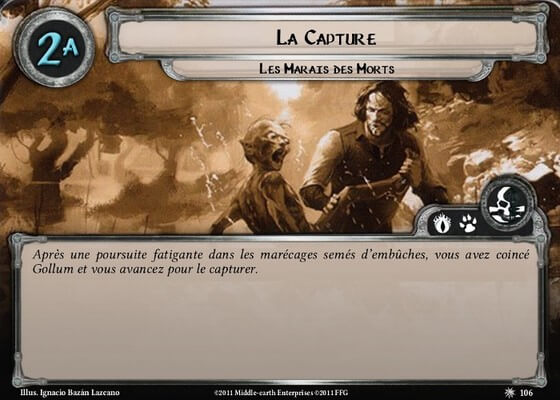 2A
La Capture
Les Marais des Morts
Après une poursuite fatigante dans les marécages semés d'embûches, vous avez coincé
Gollum et vous avancez pour le capturer.
Illus. Ignacio Bazán Lazcano ©2011 Middle-earth Enterprises ©2011 FFG 106